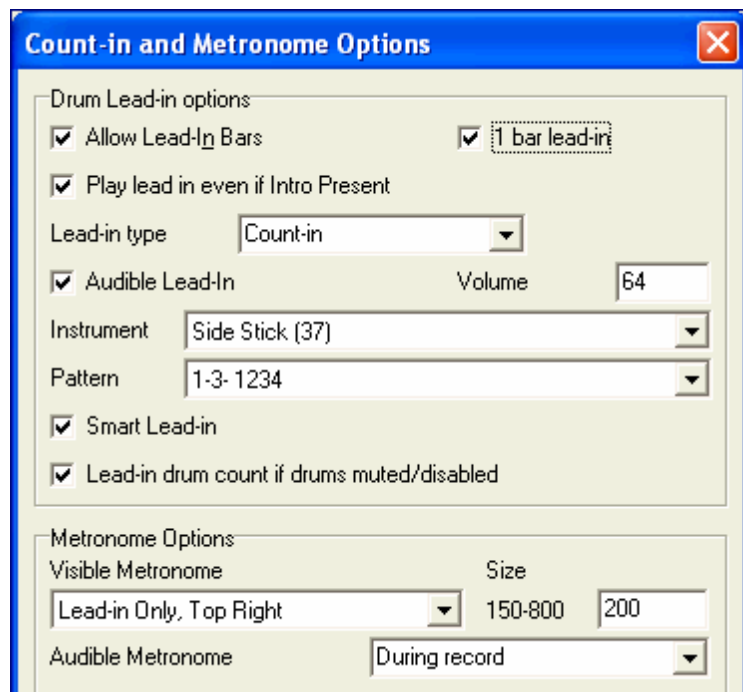 Count-in and Metronome Options
Drum Lead-in options
Allow Lead-In Bars 1 bar lead-in
Play lead in even if Intro Present
Lead-in type Count-in
Audible Lead-In Volume 64
Instrument Side Stick (37)
Pattern 1-3- 1234
Smart Lead-in
Lead-in drum count if drums muted/disabled
Metronome Options
Visible Metronome Size
Lead-in Only, Top Right 150-800 200
Audible Metronome During record